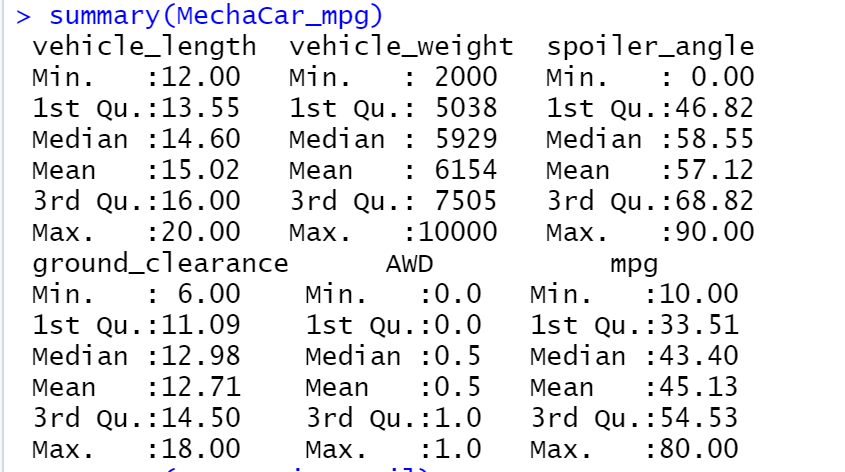 > summary(MechaCar_mpg)
 vehicle_length  vehicle_weight  spoiler_angle
 Min.   :12.00   Min.   : 2000   Min.   : 0.00
 1st Qu.:13.55   1st Qu.: 5038   1st Qu.:46.82
 Median :14.60   Median : 5929   Median :58.55
 Mean   :15.02   Mean   : 6154   Mean   :57.12
 3rd Qu.:16.00   3rd Qu.: 7505   3rd Qu.:68.82
 Max.   :20.00   Max.   :10000   Max.   :90.00
 ground_clearance      AWD           mpg
 Min.   : 6.00    Min.   :0.0   Min.   :10.00
 1st Qu.:11.09    1st Qu.:0.0   1st Qu.:33.51
 Median :12.98    Median :0.5   Median :43.40
 Mean   :12.71    Mean   :0.5   Mean   :45.13
 3rd Qu.:14.50    3rd Qu.:1.0   3rd Qu.:54.53
 Max.   :18.00    Max.   :1.0   Max.   :80.00